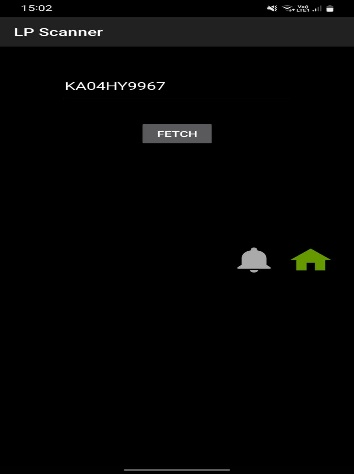 15:02
LP Scanner
KA04HY9967
FETCH